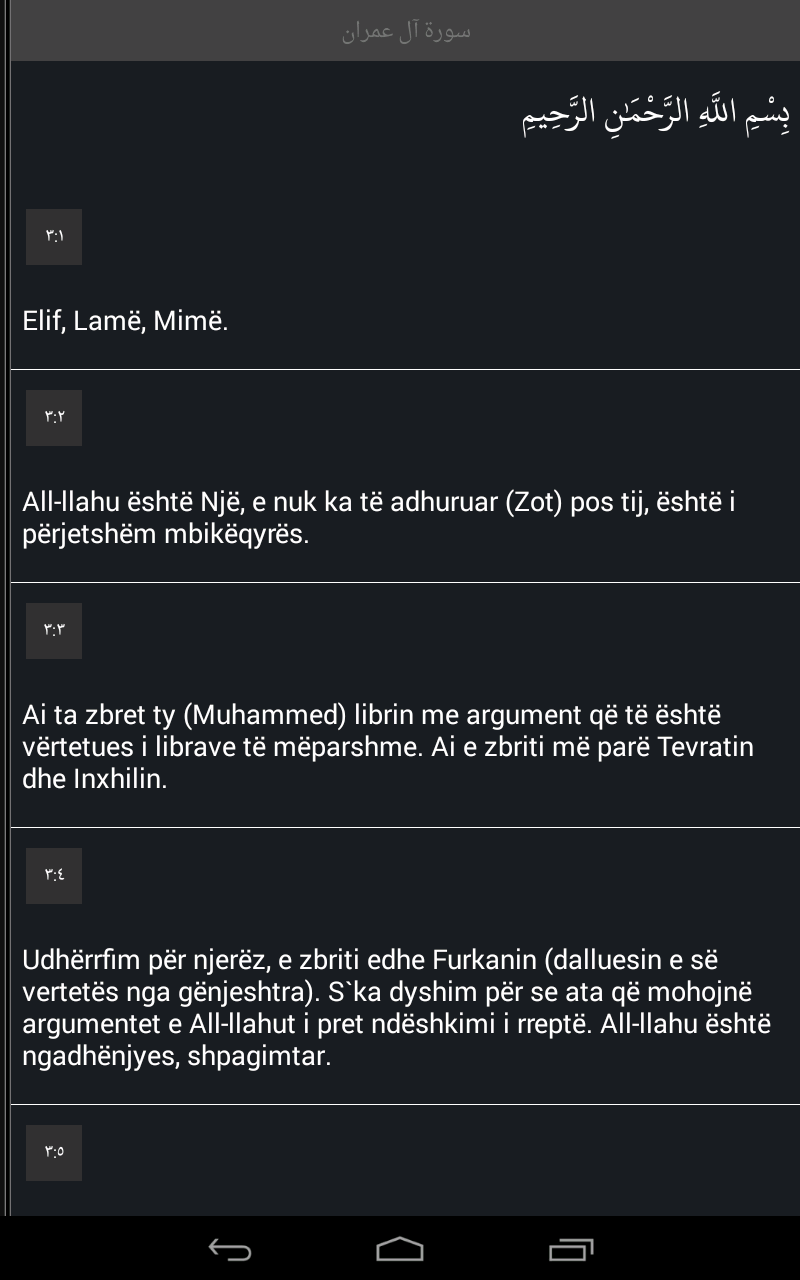 سورة آل عمران
بِسْمِ اللَّهِ الرَّحْمَٰنِ الرَّحِيمِ
٣:١
Elif, Lamë, Mimë.
٣:٢
All-llahu është Një, e nuk ka të adhuruar (Zot) pos tij, është i
përjetshëm mbikëqyrës.
٣:٣
Ai ta zbret ty (Muhammed) librin me argument që të është
vërtetues i librave të mëparshme. Ai e zbriti më parë Tevratin
dhe Inxhilin.
٣:٤
Udhërrfim për njerëz, e zbriti edhe Furkanin (dalluesin e së
vertetës nga gënjeshtra). S`ka dyshim për se ata që mohojnë
argumentet e All-llahut i pret ndëshkimi i rreptë. All-llahu është
ngadhënjyes, shpagimtar.
٣:٥